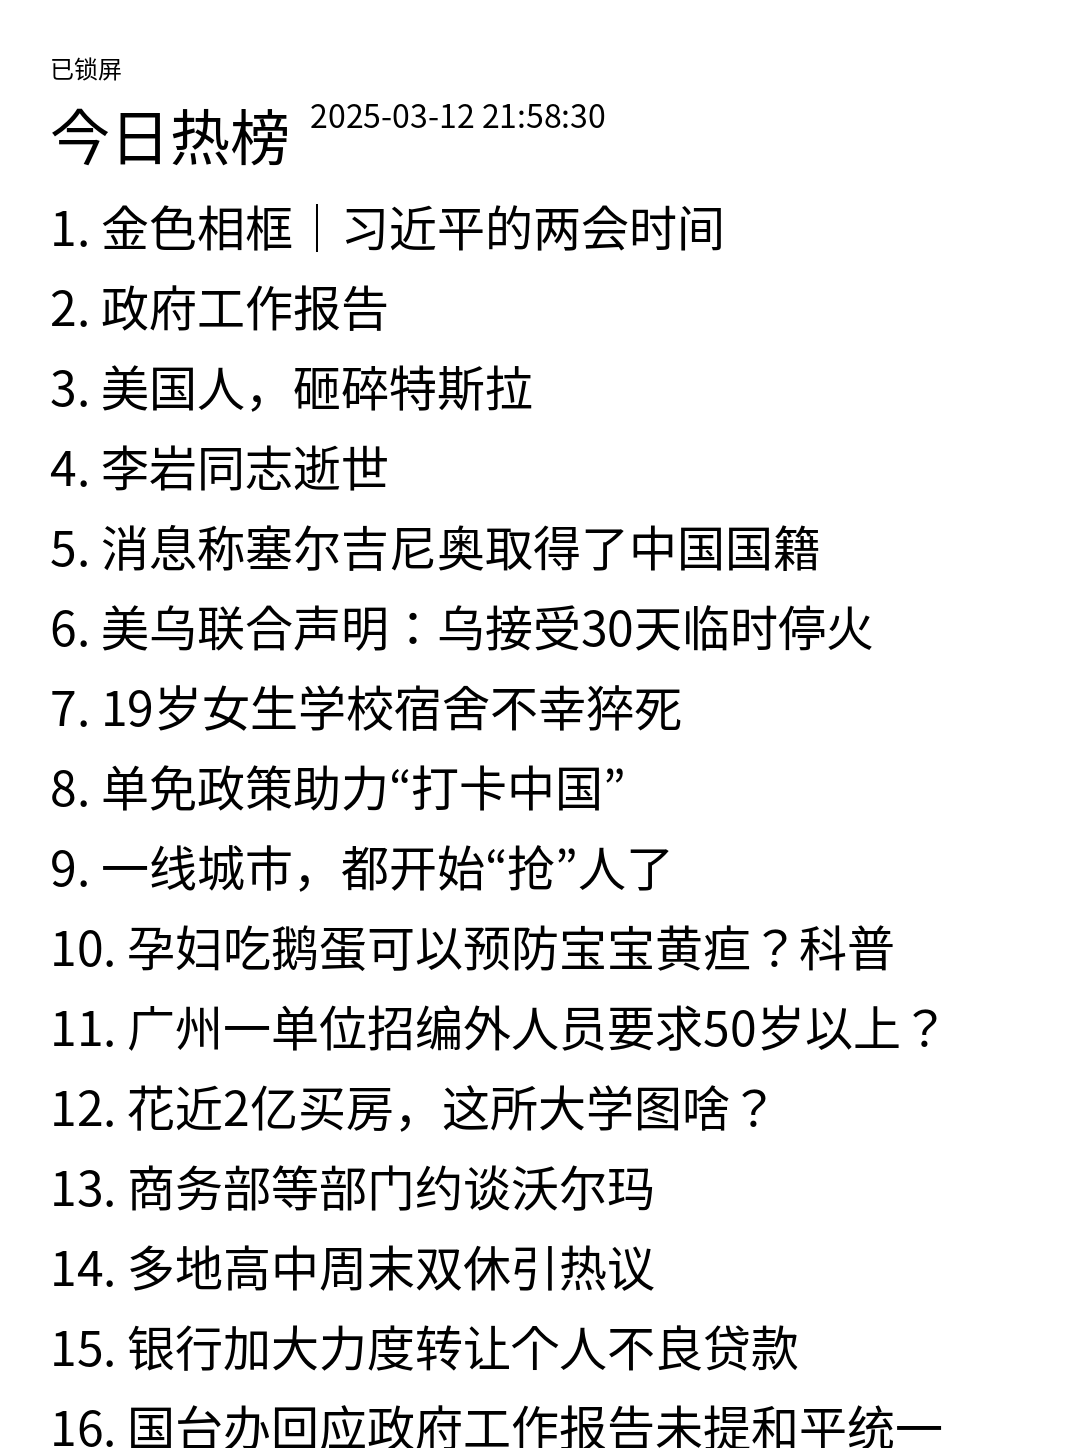 已锁屏
今日热榜 2025-03-12 21:58:30
1. 金色相框｜习近平的两会时间
2. 政府工作报告
3. 美国人，砸碎特斯拉
4. 李岩同志逝世
5. 消息称塞尔吉尼奥取得了中国国籍
6. 美乌联合声明：乌接受30天临时停火
7. 19岁女生学校宿舍不幸猝死
8. 单免政策助力“打卡中国”
9. 一线城市，都开始“抢”人了
10. 孕妇吃鹅蛋可以预防宝宝黄疸？科普
11. 广州一单位招编外人员要求50岁以上？
12. 花近2亿买房，这所大学图啥？
13. 商务部等部门约谈沃尔玛
14. 多地高中周末双休引热议
15. 银行加大力度转让个人不良贷款
16. 国台办回应政府工作报告未提和平统一